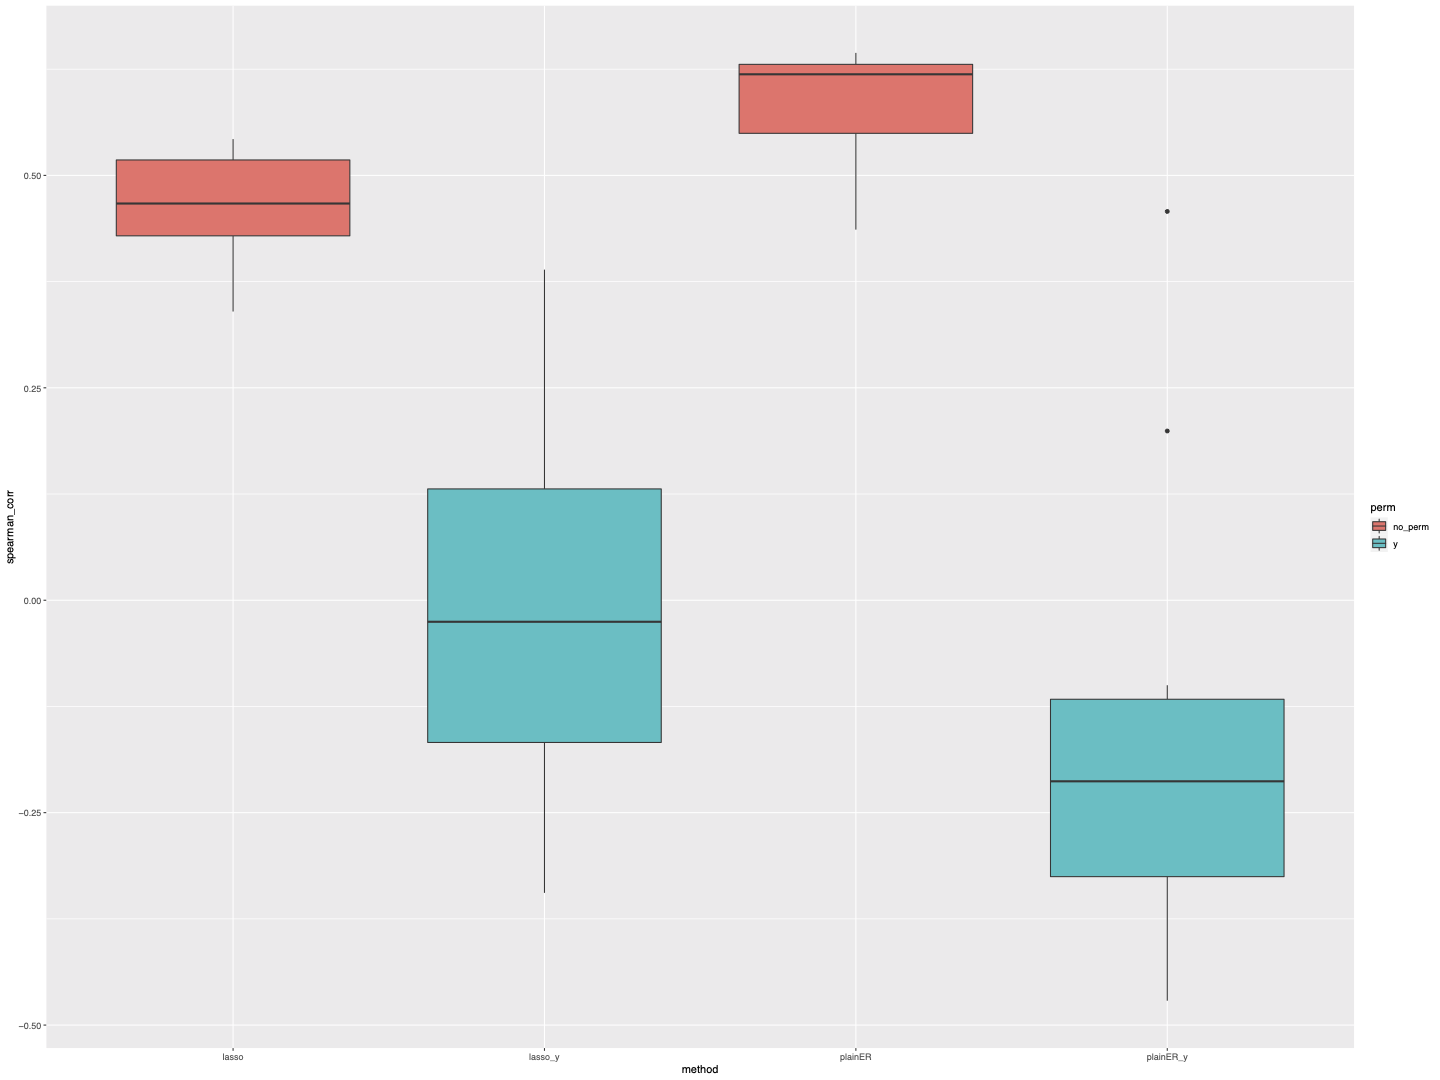 spearman_corr
0.50
0.25
0.00
−0.25
−0.50
lasso
lasso_y
plainER
plainER_y
method
perm
no_perm
y